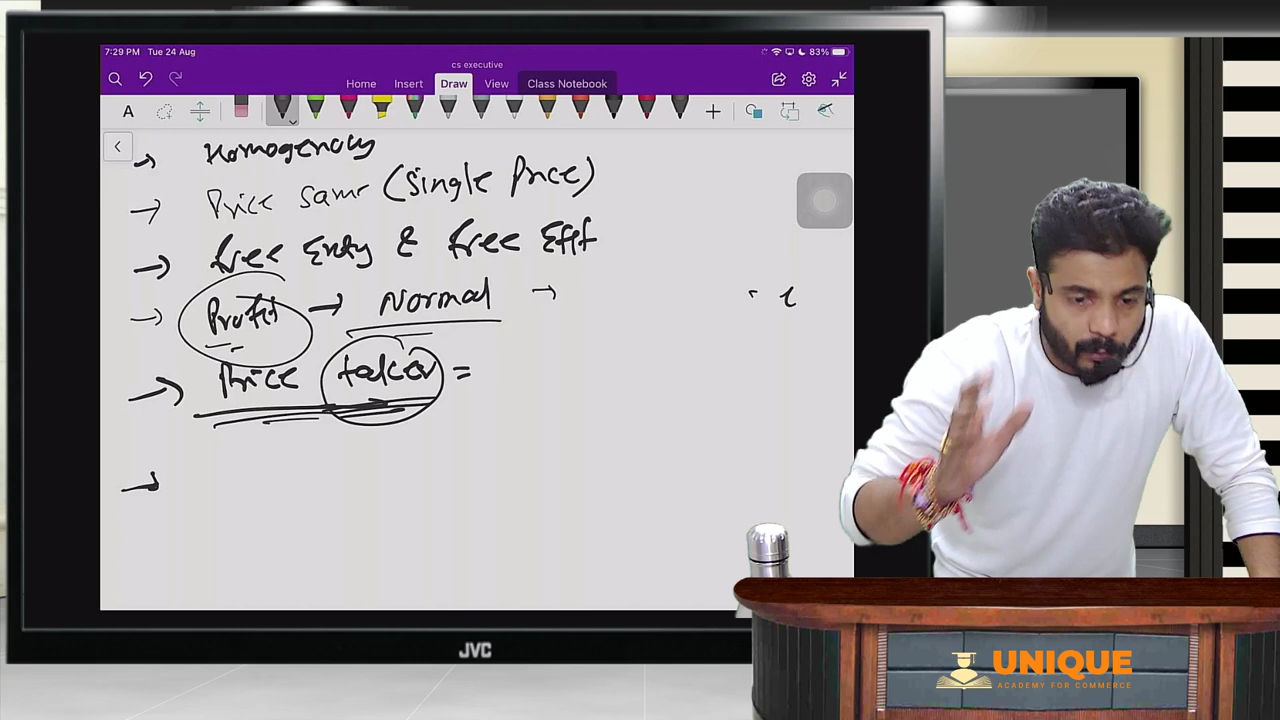 7:29 PM Tue 24 Aug
83%
cs executive
Home Insert Draw View Class Notebook
A
→ Homogeneous
→ Price same (Single Price)
→ free Entry & free Exit
→ Profit → Normal →
→ Price taker =
→
JVC
UNIQUE
ACADEMY FOR COMMERCE